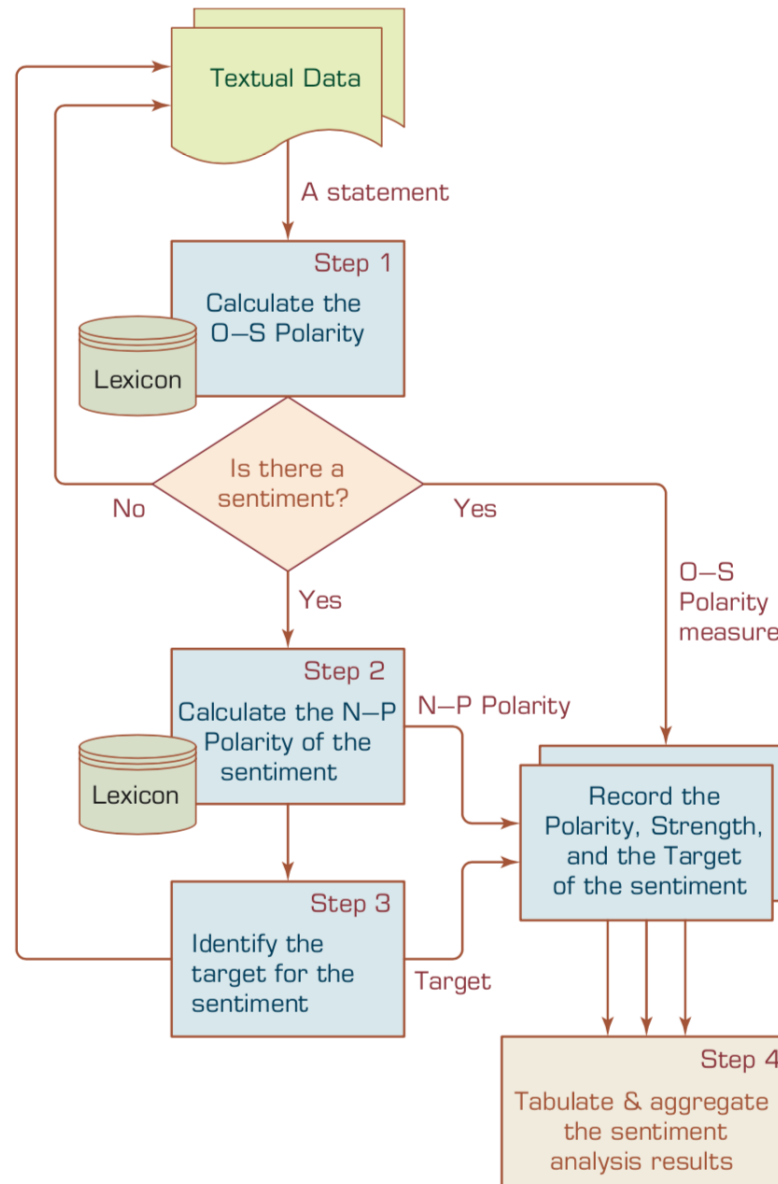 Textual Data
A statement
Step 1
Calculate the
O–S Polarity
Lexicon
Is there a
sentiment?
No
Yes
Yes
O–S
Polarity
measure
Step 2
Calculate the N–P
Polarity of the
sentiment
N–P Polarity
Lexicon
Record the
Polarity, Strength,
and the Target
of the sentiment
Step 3
Identify the
target for the
sentiment
Target
Step 4
Tabulate & aggregate
the sentiment
analysis results